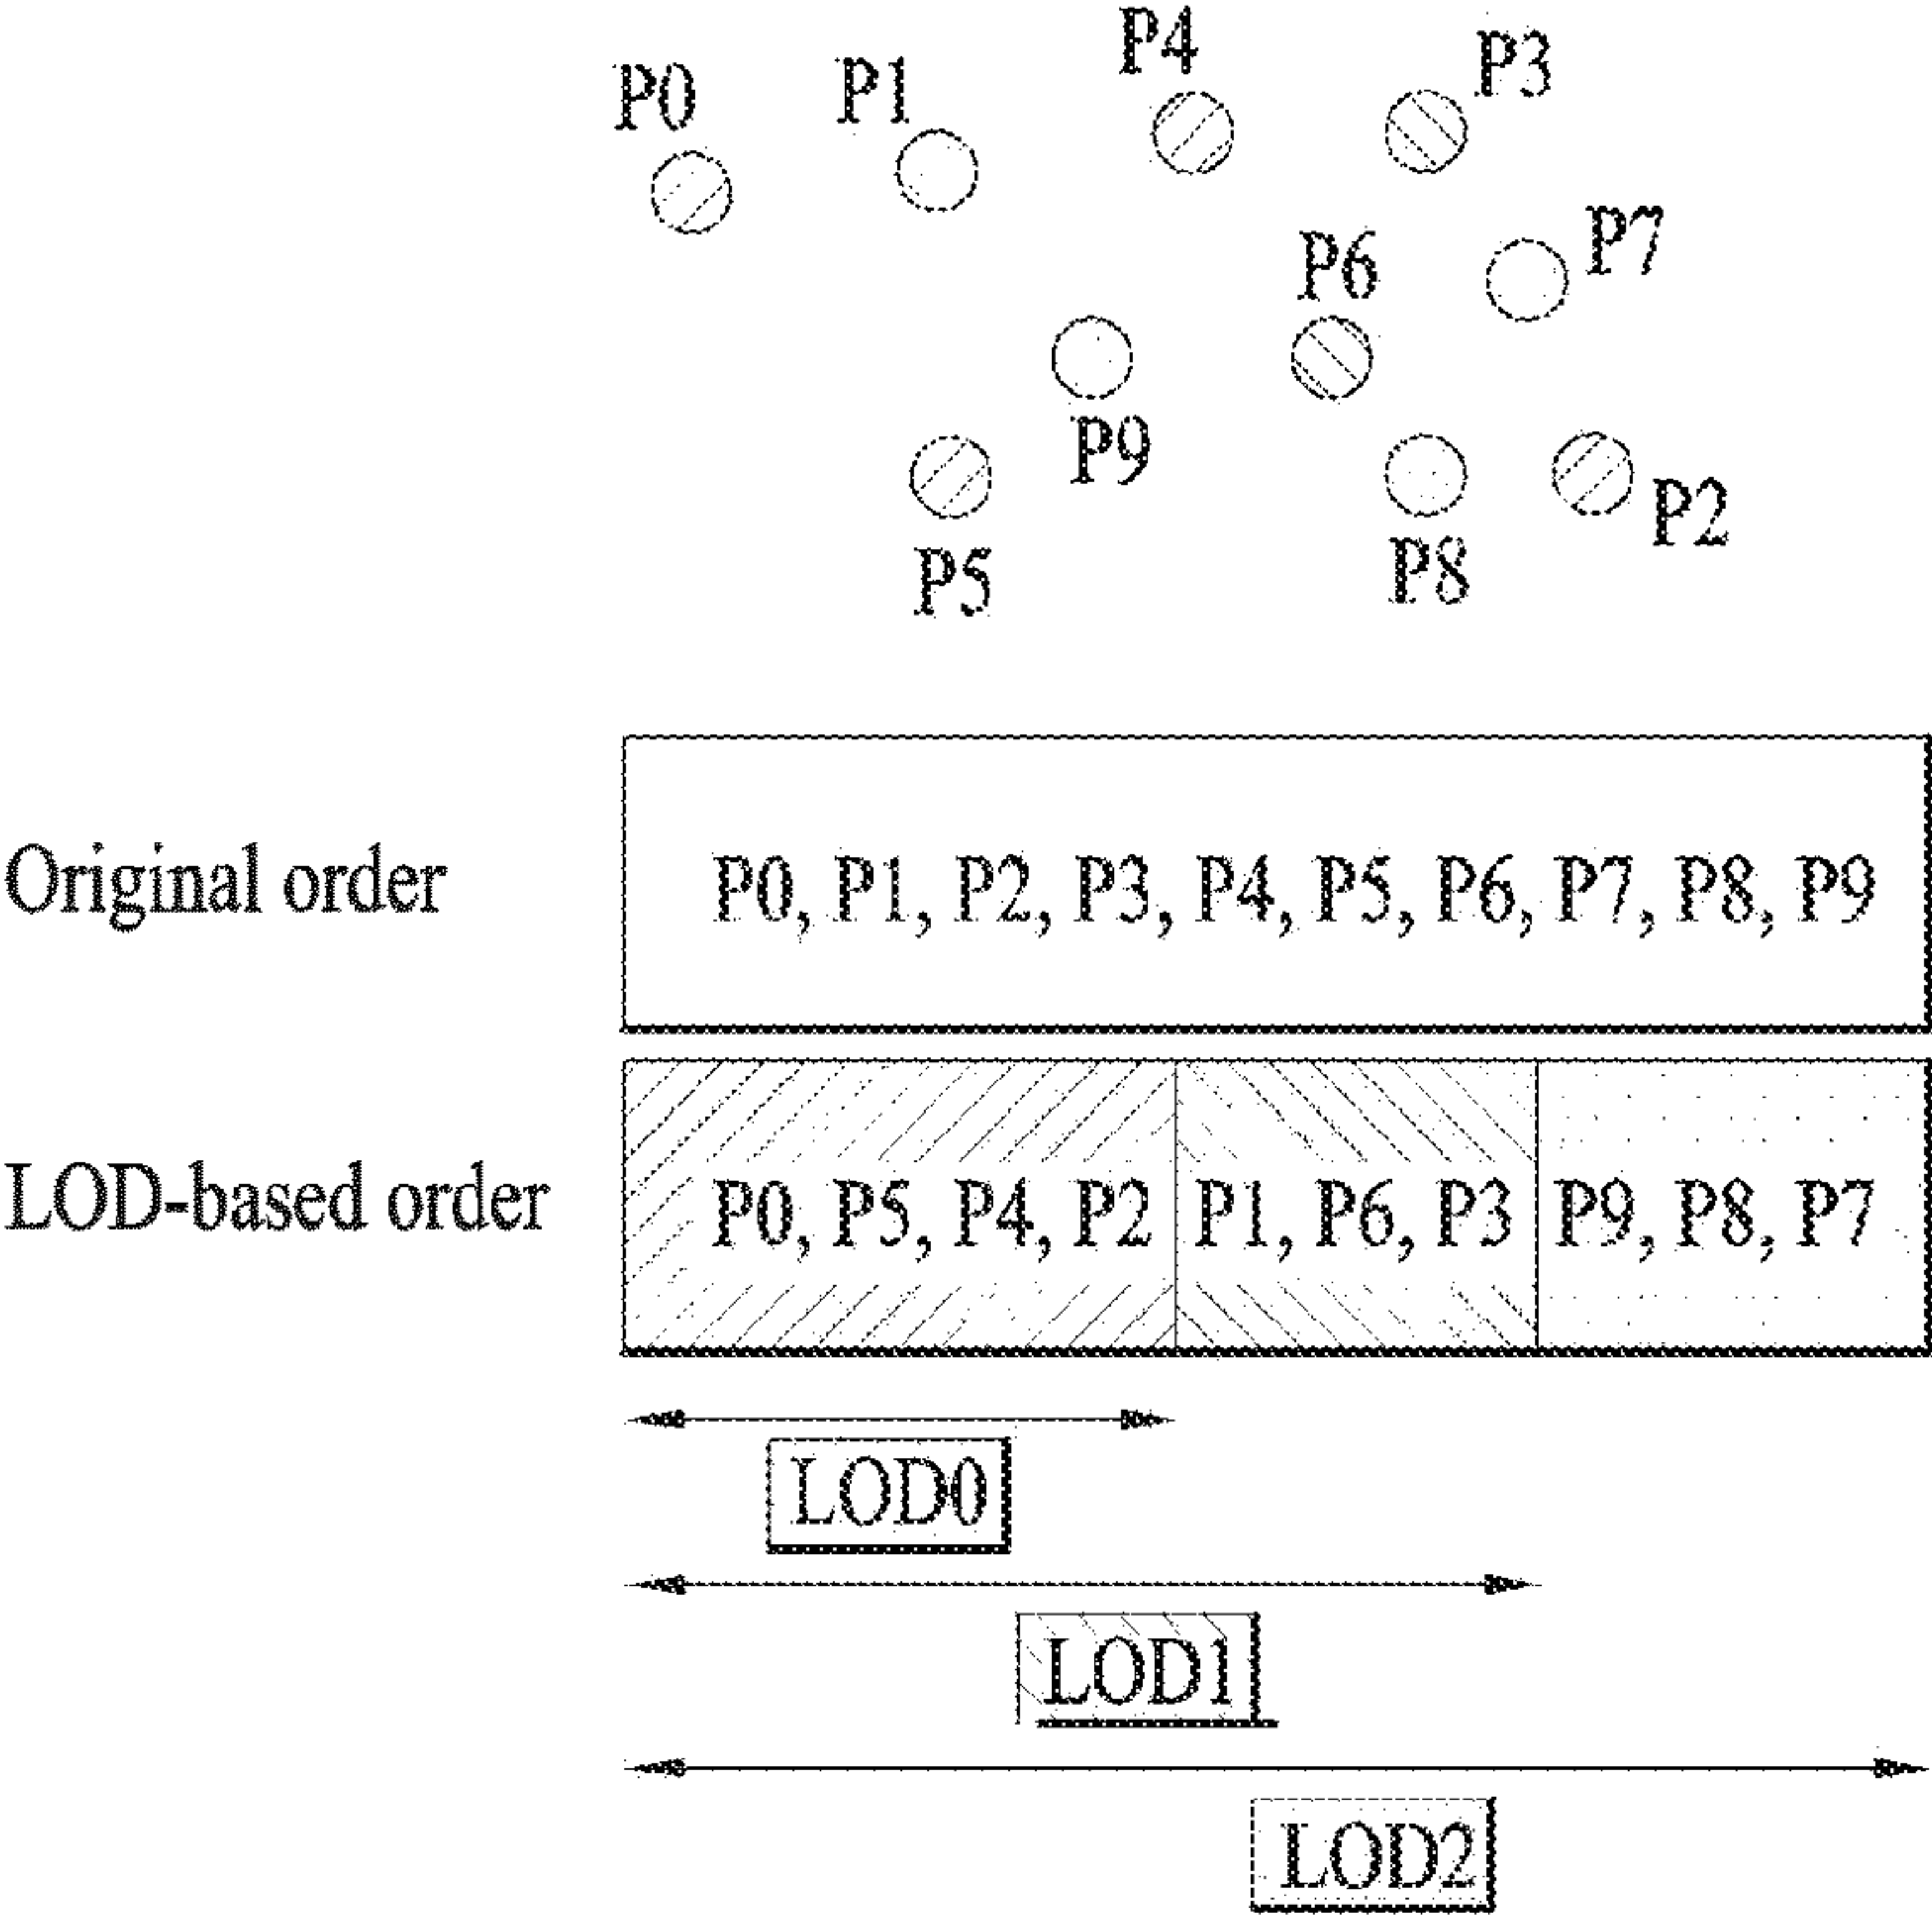 P4
P3
P0
P1
P7
P6
P9
P2
P5
P8
Original order
P0, P1, P2, P3, P4, P5, P6, P7, P8, P9
LOD-based order
P0, P5, P4, P2
P1, P6, P3
P9, P8, P7
LOD0
LOD1
LOD2